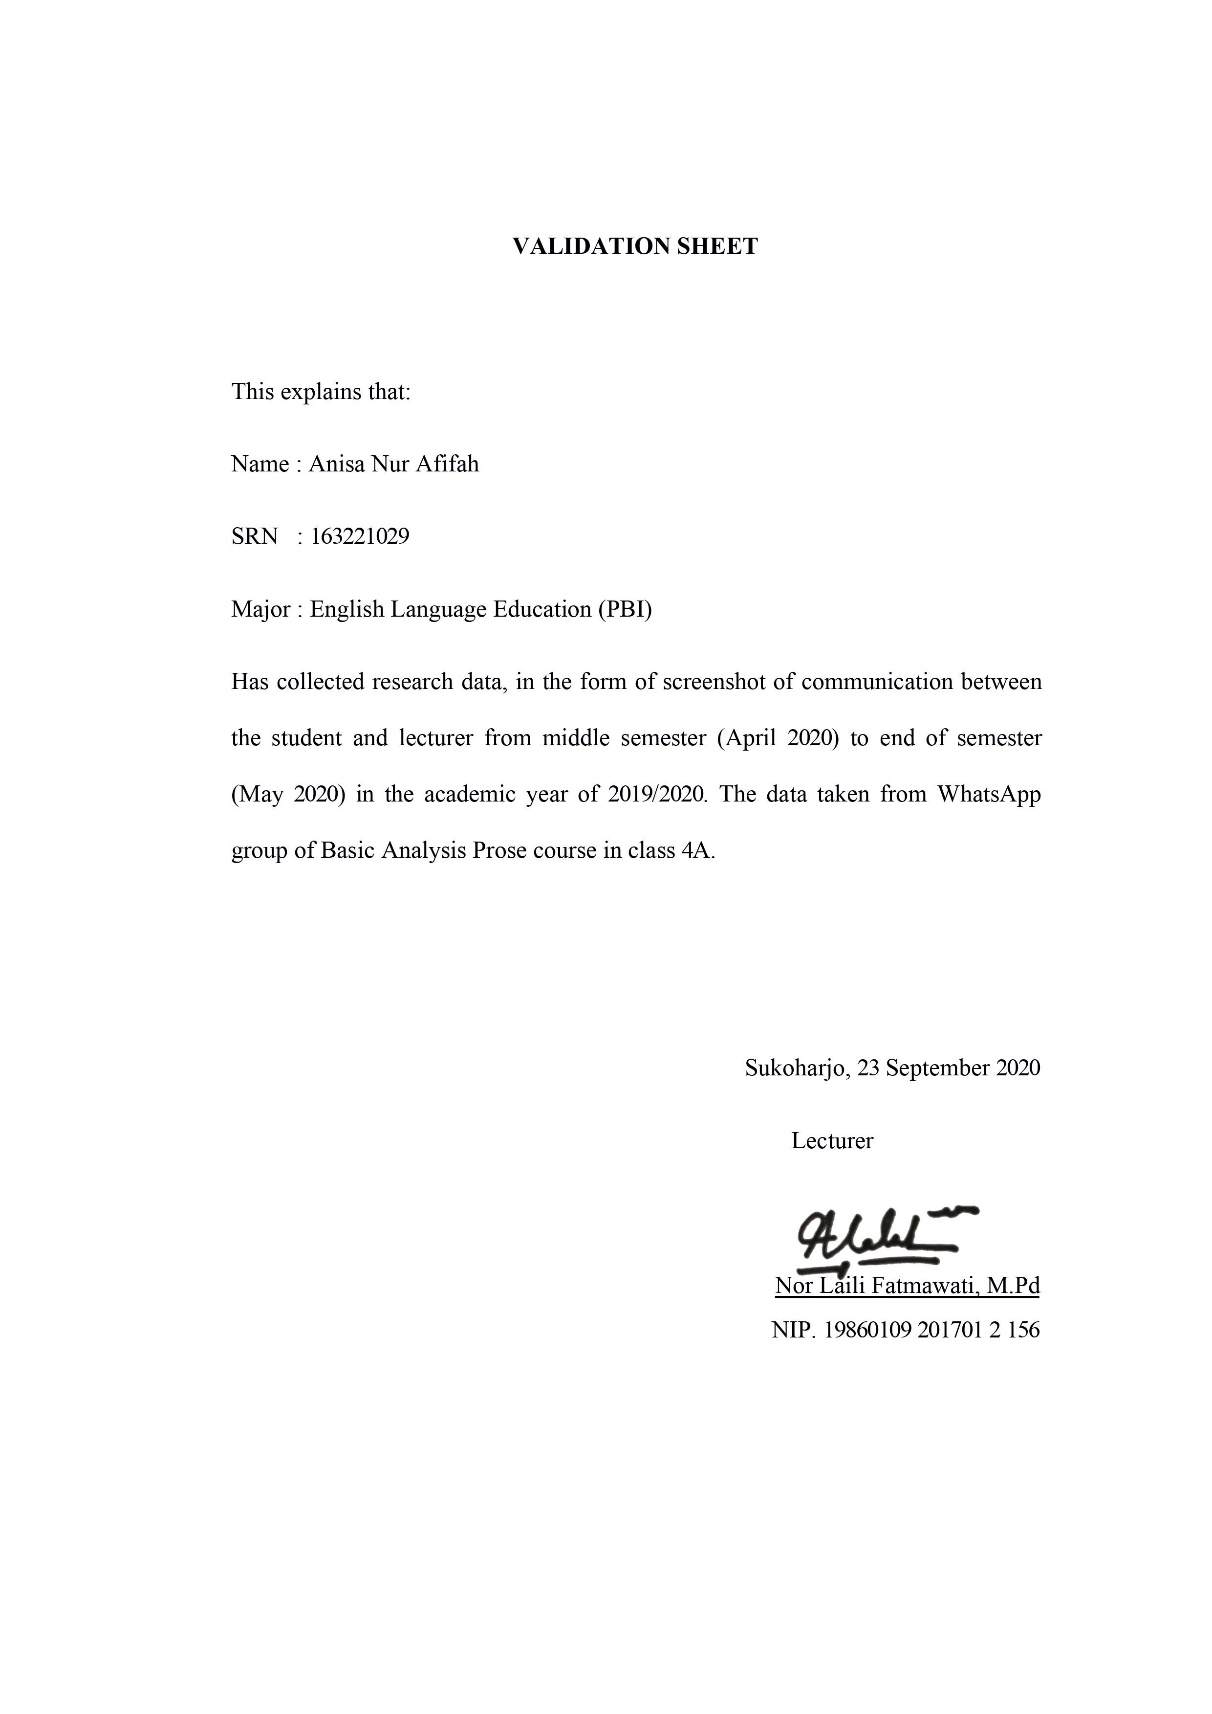 VALIDATION SHEET
This explains that:
Name : Anisa Nur Afifah
SRN : 163221029
Major : English Language Education (PBI)
Has collected research data, in the form of screenshot of communication between
the student and lecturer from middle semester (April 2020) to end of semester
(May 2020) in the academic year of 2019/2020. The data taken from WhatsApp
group of Basic Analysis Prose course in class 4A.
Sukoharjo, 23 September 2020
Lecturer
Nor Laili Fatmawati, M.Pd
NIP. 19860109 201701 2 156